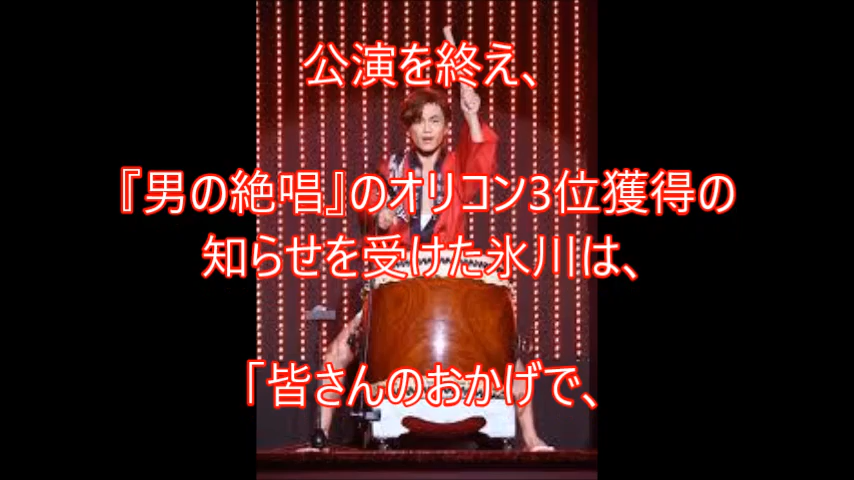 公演を終え、
『男の絶唱』のオリコン3位獲得の
知らせを受けた氷川は、
「皆さんのおかげで、